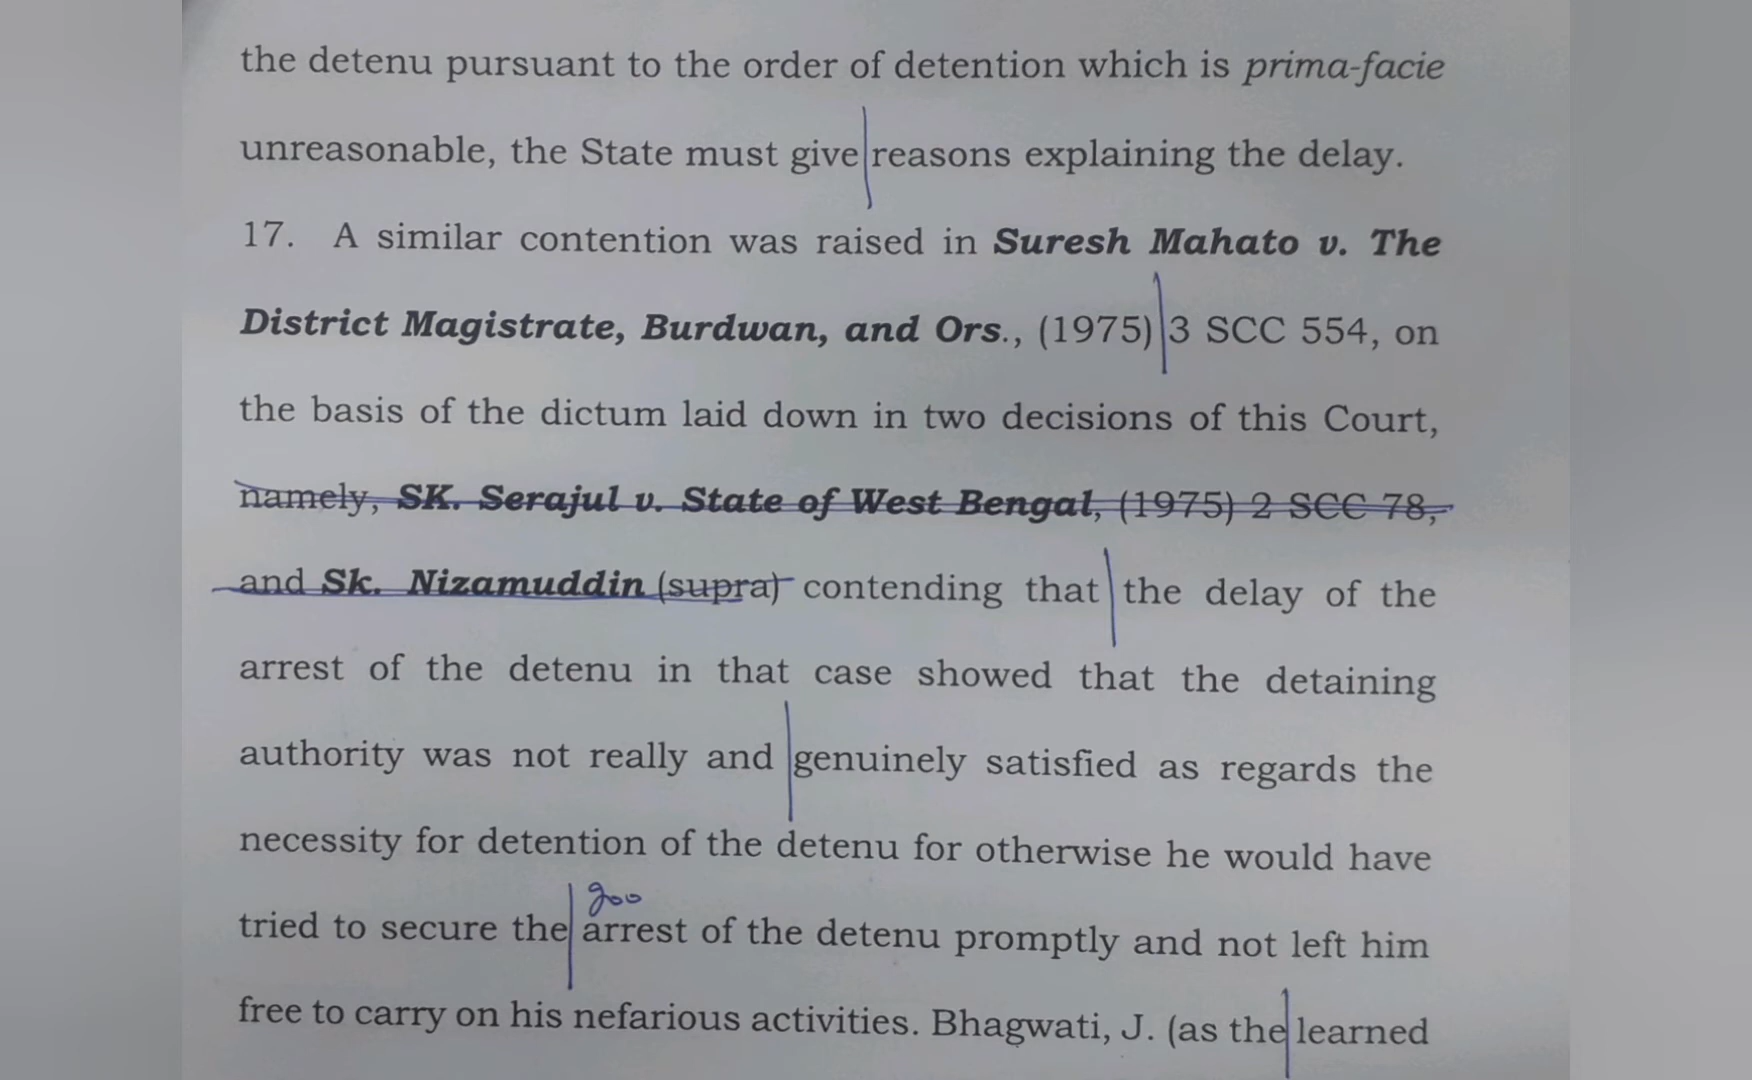 the detenu pursuant to the order of detention which is prima-facie
unreasonable, the State must give reasons explaining the delay.
17. A similar contention was raised in Suresh Mahato v. The
District Magistrate, Burdwan, and Ors., (1975) 3 SCC 554, on
the basis of the dictum laid down in two decisions of this Court,
namely, SK. Serajul v. State of West Bengal, (1975) 2 SCC 78,
and Sk. Nizamuddin (supra) contending that the delay of the
arrest of the detenu in that case showed that the detaining
authority was not really and genuinely satisfied as regards the
necessity for detention of the detenu for otherwise he would have
200
tried to secure the arrest of the detenu promptly and not left him
free to carry on his nefarious activities. Bhagwati, J. (as the learned